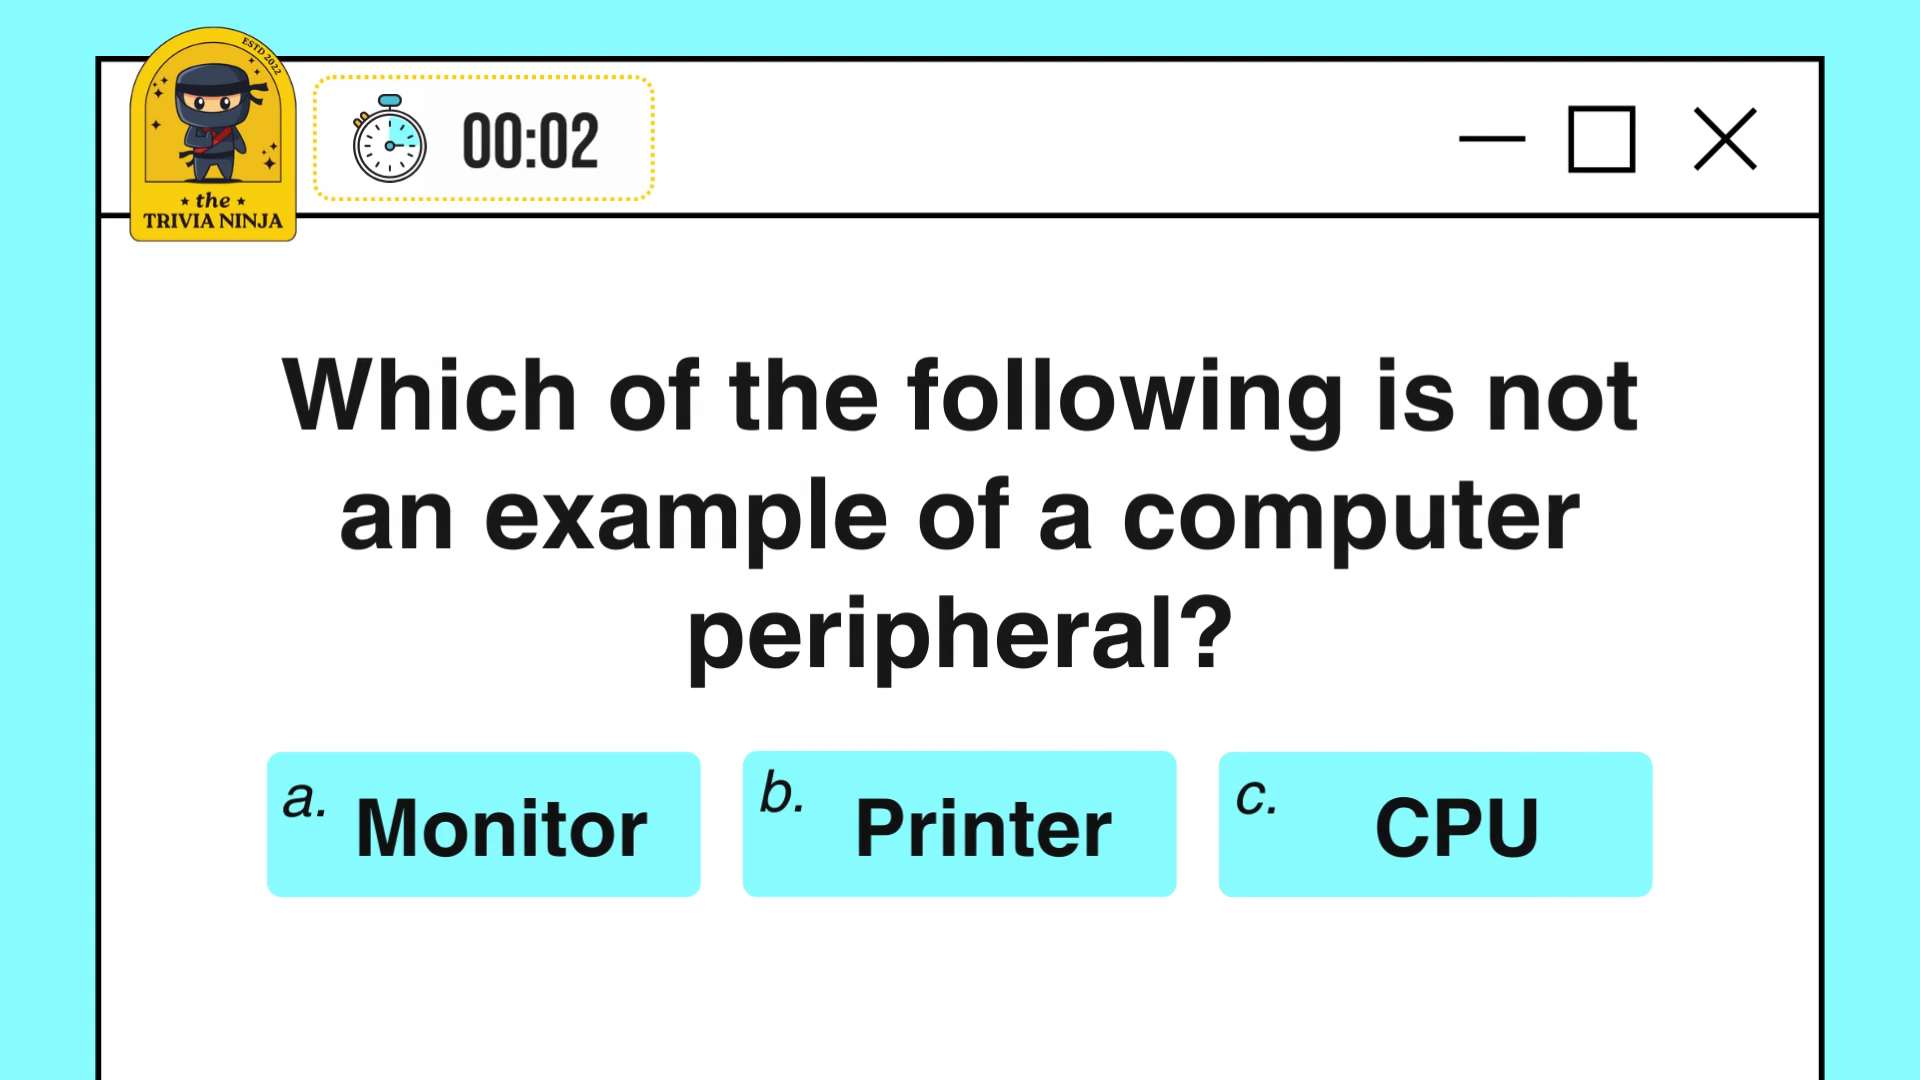 ESTD 2022
the
TRIVIA NINJA
00:02
Which of the following is not
an example of a computer
peripheral?
a. Monitor
b. Printer
c. CPU